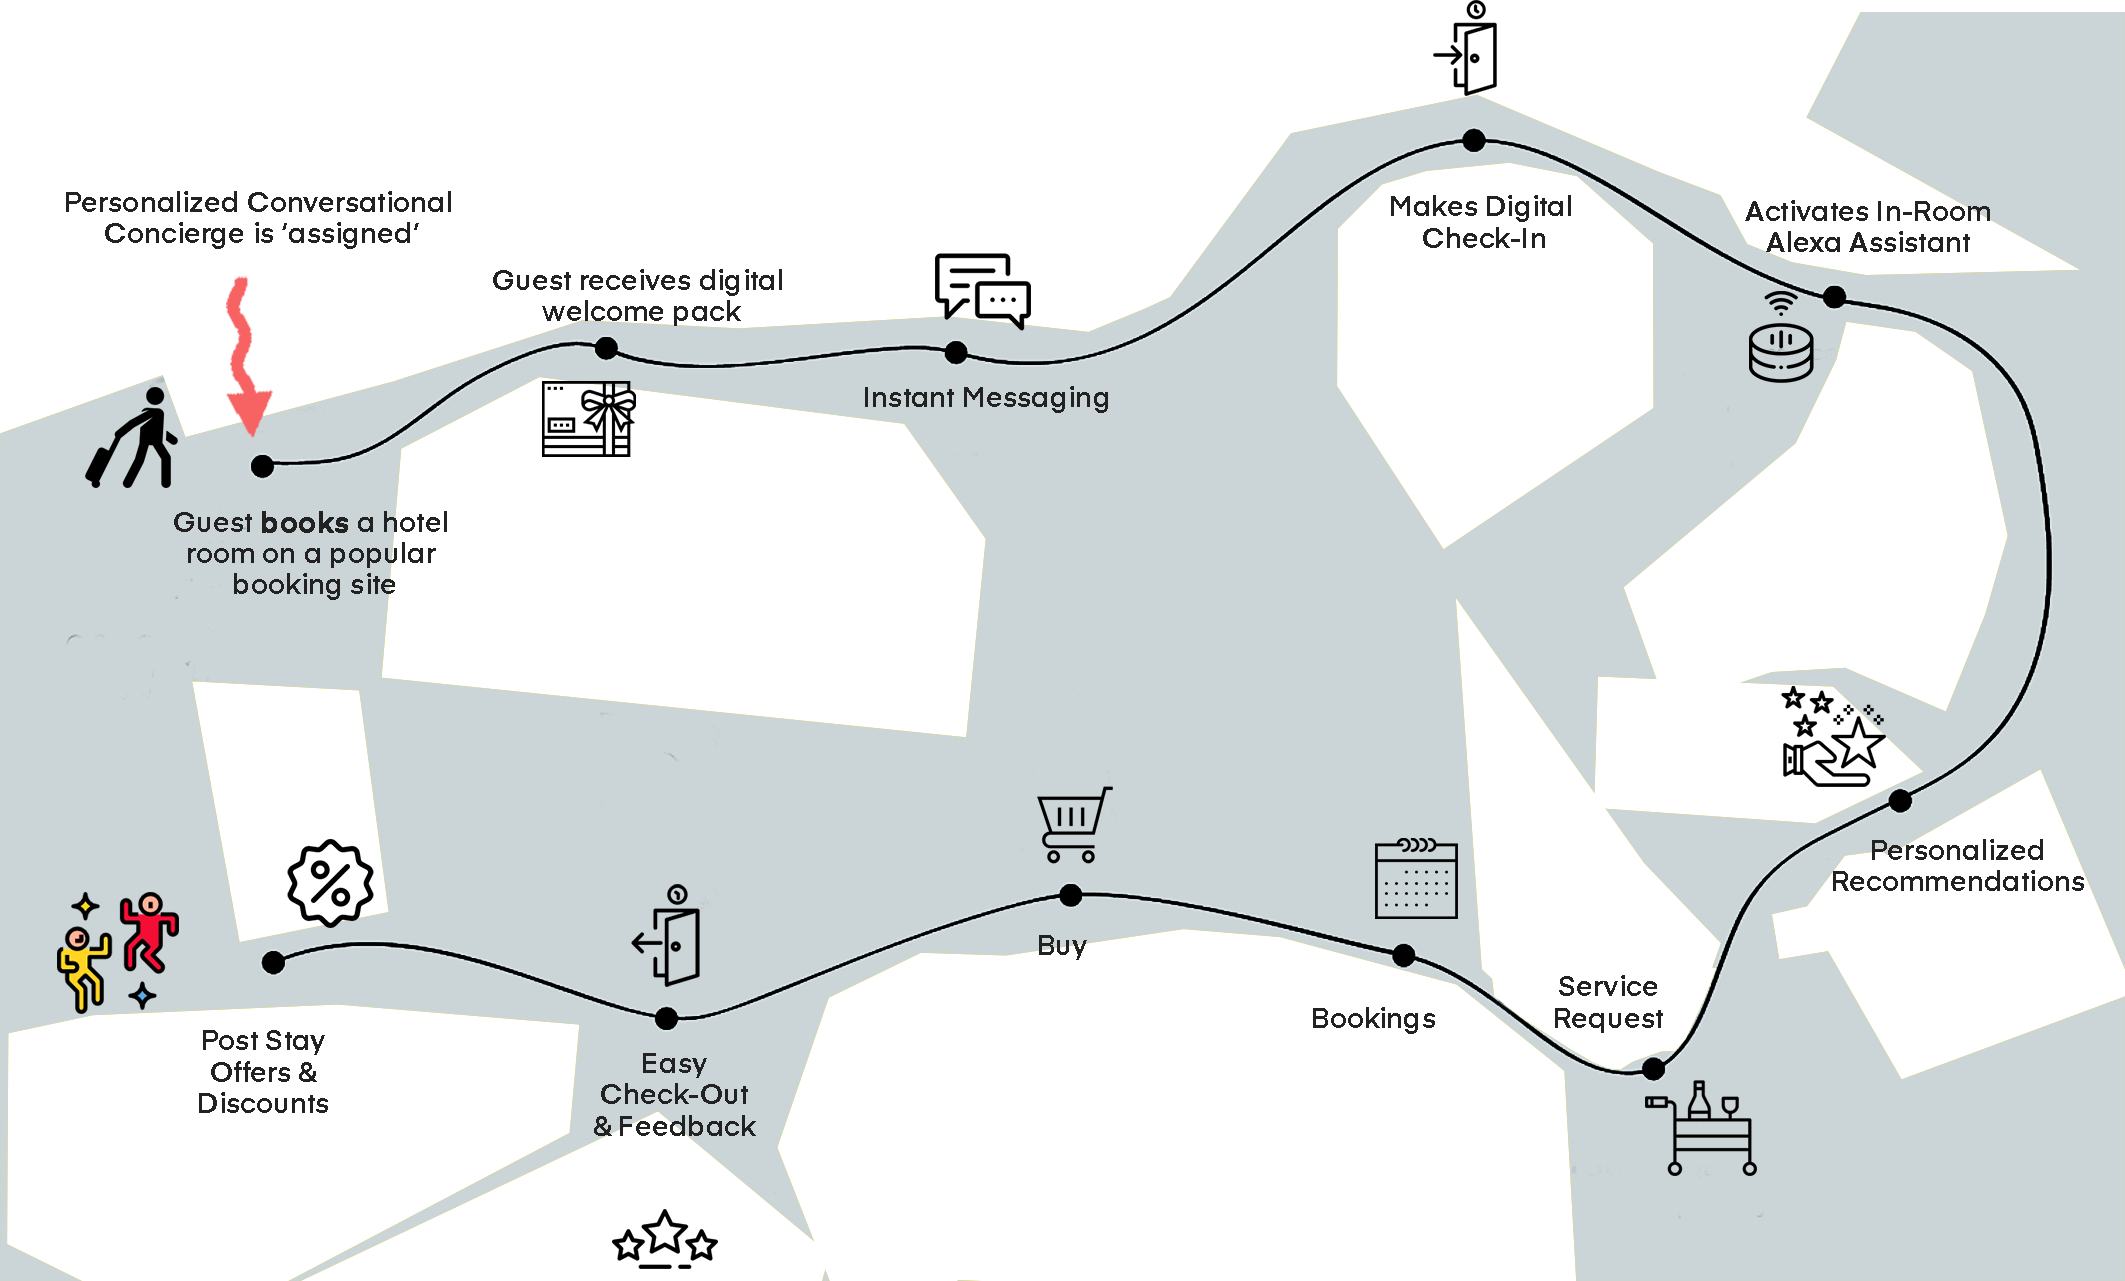 Personalized Conversational
Concierge is 'assigned'
Guest receives digital
welcome pack
Instant Messaging
Makes Digital
Check-In
Activates In-Room
Alexa Assistant
Guest books a hotel
room on a popular
booking site
Personalized
Recommendations
Service
Request
Bookings
Buy
Easy
Check-Out
& Feedback
Post Stay
Offers &
Discounts